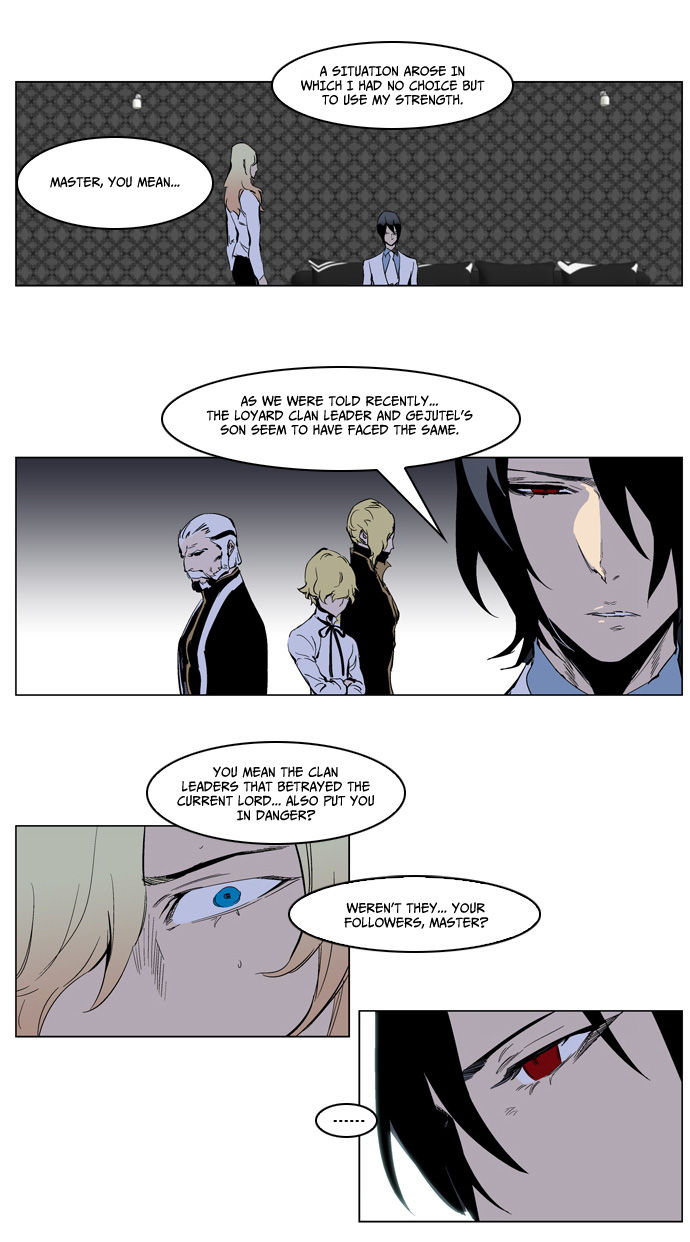 A SITUATION AROSE IN
WHICH I HAD NO CHOICE BUT
TO USE MY STRENGTH.
MASTER, YOU MEAN...
AS WE WERE TOLD RECENTLY...
THE LOYARD CLAN LEADER AND GEJUTEL'S
SON SEEM TO HAVE FACED THE SAME.
YOU MEAN THE CLAN
LEADERS THAT BETRAYED THE
CURRENT LORD... ALSO PUT YOU
IN DANGER?
WEREN'T THEY... YOUR
FOLLOWERS, MASTER?
------